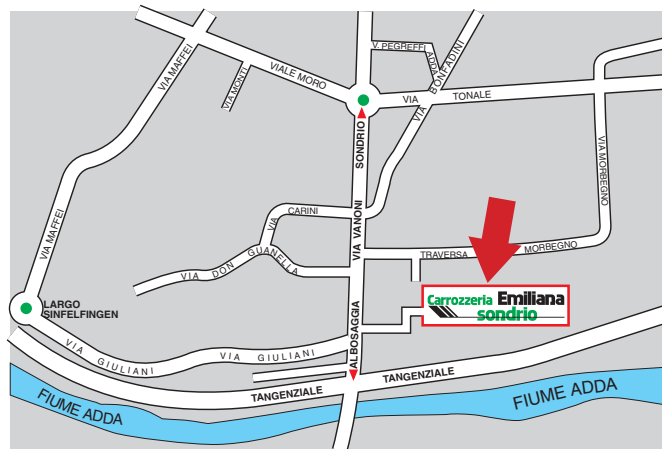 V. PEGREFFI
ADDA
VIA BONFADINI
VIA MAFFEI
VIALE MORO
VIA MONTI
VIA TONALE
SONDRIO
VIA MORBEGNO
VIA CARINI
VIA VANONI
VIA MAFFEI
VIA DON GUANELLA
TRAVERSA MORBEGNO
Carrozzeria Emiliana
sondrio
LARGO
SINFELFINGEN
ALBOSAGGIA
VIA GIULIANI
VIA GIULIANI
TANGENZIALE
TANGENZIALE
FIUME ADDA
FIUME ADDA